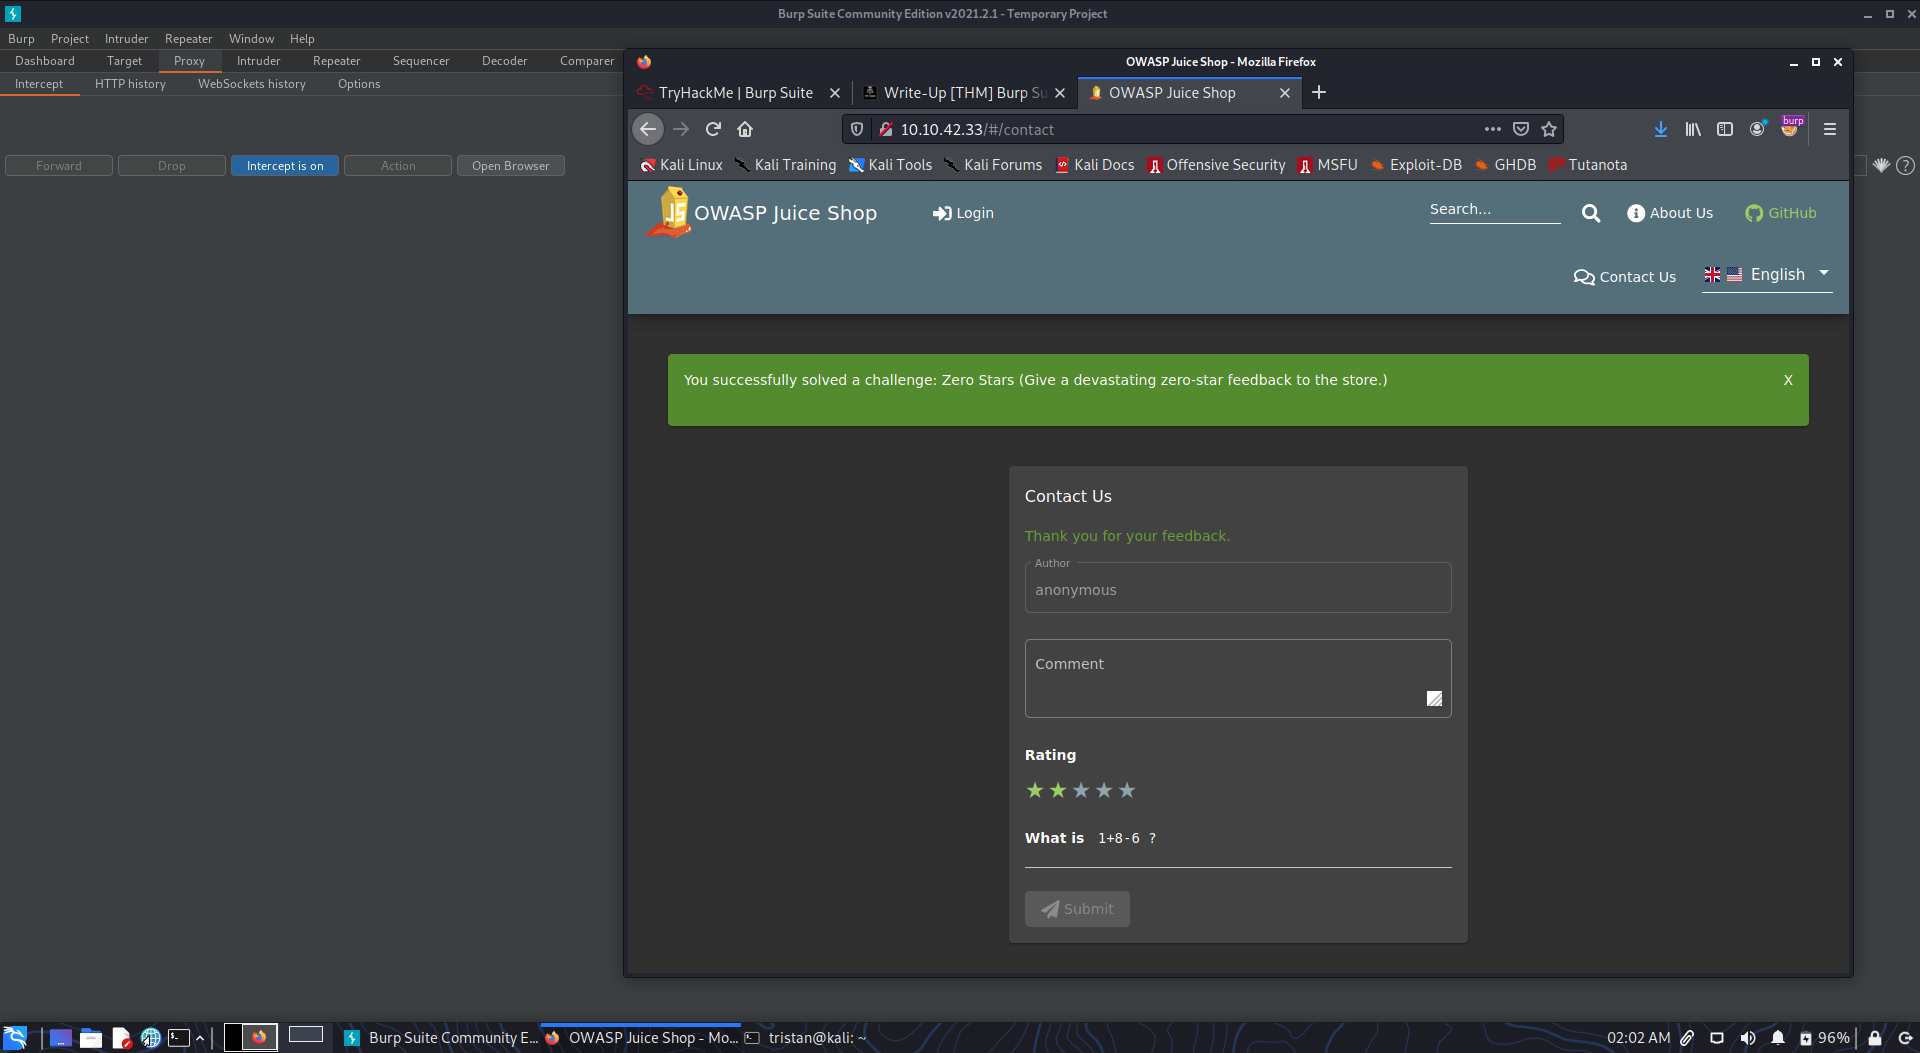 Burp Suite Community Edition v2021.2.1 - Temporary Project
Burp Project Intruder Repeater Window Help
Dashboard Target Proxy Intruder Repeater Sequencer Decoder Comparer
Intercept HTTP history WebSockets history Options
Forward Drop Intercept is on Action Open Browser
?
OWASP Juice Shop - Mozilla Firefox
TryHackMe | Burp Suite Write-Up [THM] Burp Su OWASP Juice Shop
10.10.42.33/#/contact
burp
Kali Linux Kali Training Kali Tools Kali Forums Kali Docs Offensive Security MSFU Exploit-DB GHDB Tutanota
JS OWASP Juice Shop Login Search... About Us GitHub
Contact Us English
You successfully solved a challenge: Zero Stars (Give a devastating zero-star feedback to the store.) X
Contact Us
Thank you for your feedback.
Author
anonymous
Comment
Rating
What is 1+8-6 ?
Submit
Burp Suite Community E... OWASP Juice Shop - Mo... tristan@kali: ~ 02:02 AM 96%